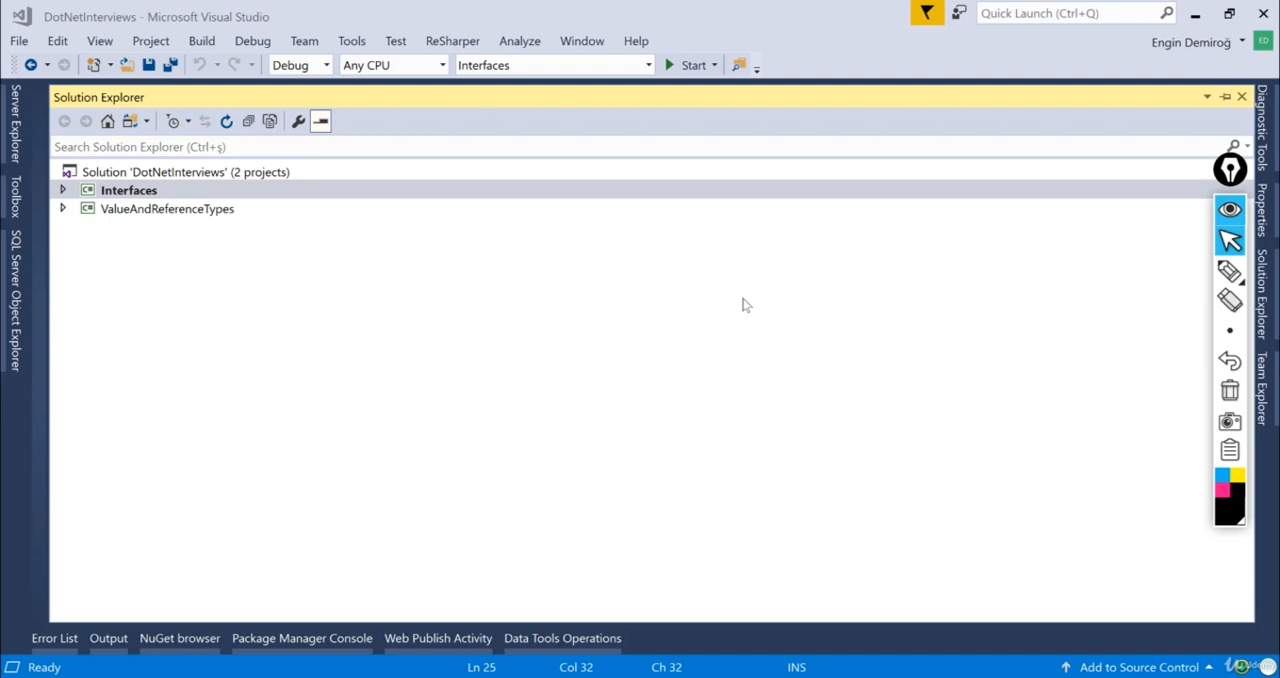 DotNetInterviews - Microsoft Visual Studio
Quick Launch (Ctrl+Q)
File Edit View Project Build Debug Team Tools Test ReSharper Analyze Window Help
Engin Demiroğ
ED
Debug Any CPU Interfaces Start
Solution Explorer
Search Solution Explorer (Ctrl+ş)
Solution 'DotNetInterviews' (2 projects)
C# Interfaces
C# ValueAndReferenceTypes
Server Explorer
Toolbox
SQL Server Object Explorer
Diagnostic Tools
Properties
Solution Explorer
Team Explorer
Error List Output NuGet browser Package Manager Console Web Publish Activity Data Tools Operations
Ready Ln 25 Col 32 Ch 32 INS Add to Source Control